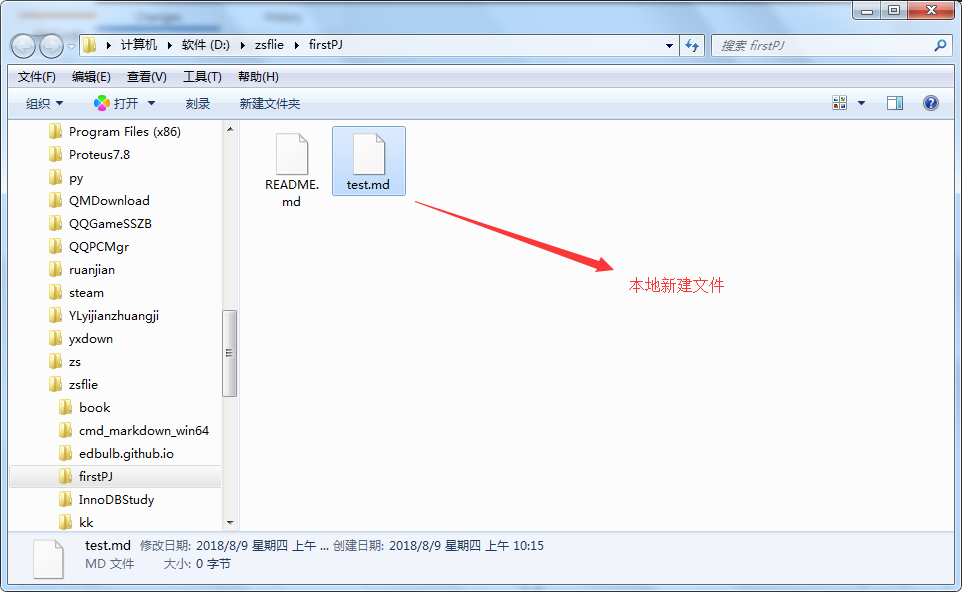 Changes History
计算机 软件 (D:) zsflie firstPJ 搜索 firstPJ
文件(F) 编辑(E) 查看(V) 工具(T) 帮助(H)
组织 打开 刻录 新建文件夹
Program Files (x86)
Proteus7.8
py
QMDownload
QQGameSSZB
QQPCMgr
ruanjian
steam
YLyijianzhuangji
yxdown
zs
zsflie
book
cmd_markdown_win64
edbulb.github.io
firstPJ
InnoDBStudy
kk
README.
md
test.md
本地新建文件
test.md 修改日期: 2018/8/9 星期四 上午 ... 创建日期: 2018/8/9 星期四 上午 10:15
MD 文件 大小: 0 字节